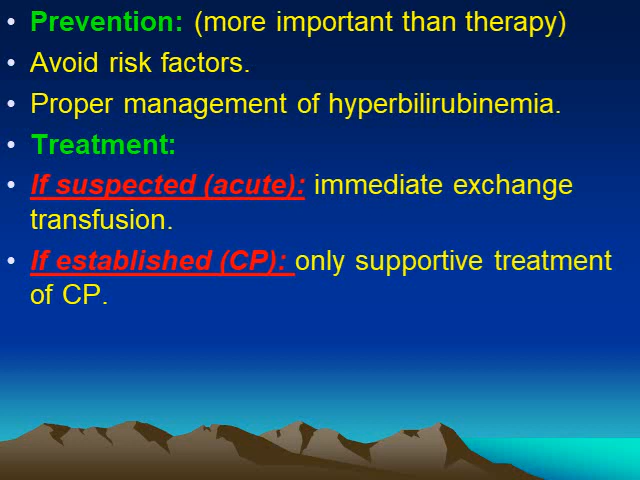 • Prevention: (more important than therapy)
• Avoid risk factors.
• Proper management of hyperbilirubinemia.
• Treatment:
• If suspected (acute): immediate exchange
transfusion.
• If established (CP): only supportive treatment
of CP.